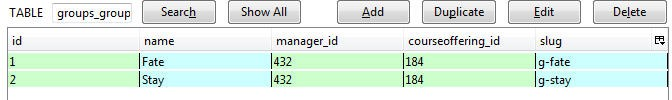 TABLE groups_group Search Show All Add Duplicate Edit Delete
id name manager_id courseoffering_id slug
1 Fate 432 184 g-fate
2 Stay 432 184 g-stay